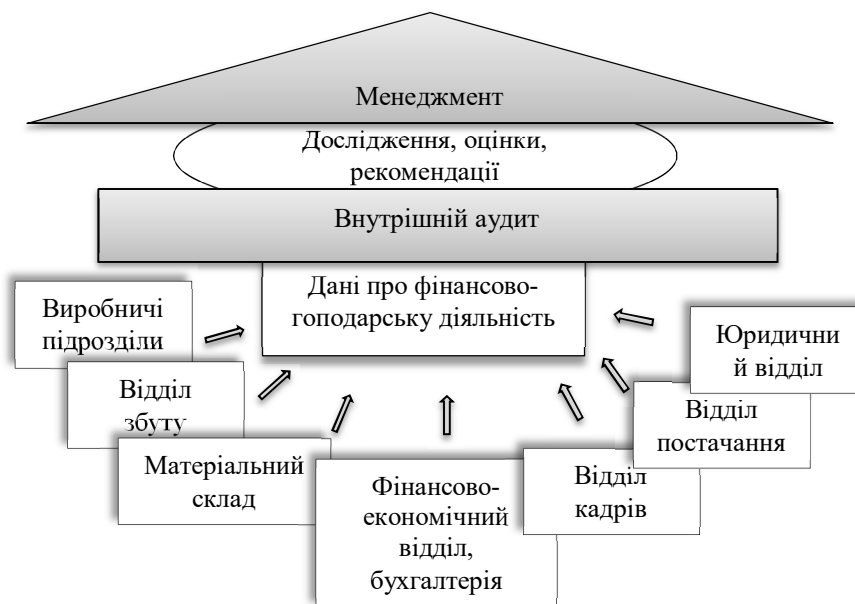 Менеджмент
Дослідження, оцінки,
рекомендації
Внутрішній аудит
Дані про фінансово-
гоподарську діяльність
Виробничі
підрозділи
Відділ
збуту
Матеріальний
склад
Фінансово-
економічний
відділ,
бухгалтерія
Відділ
кадрів
Відділ
постачання
Юридични
й відділ